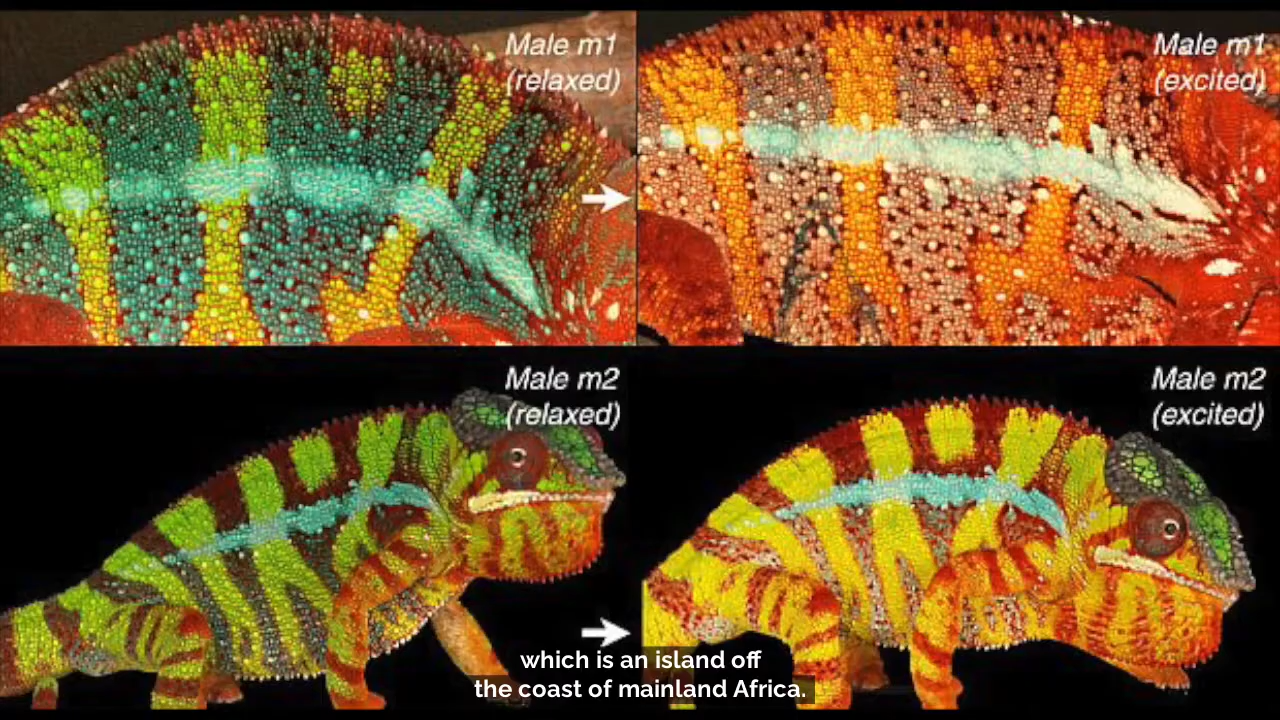 Male m1
(relaxed)
Male m1
(excited)
Male m2
(relaxed)
Male m2
(excited)
which is an island off
the coast of mainland Africa.